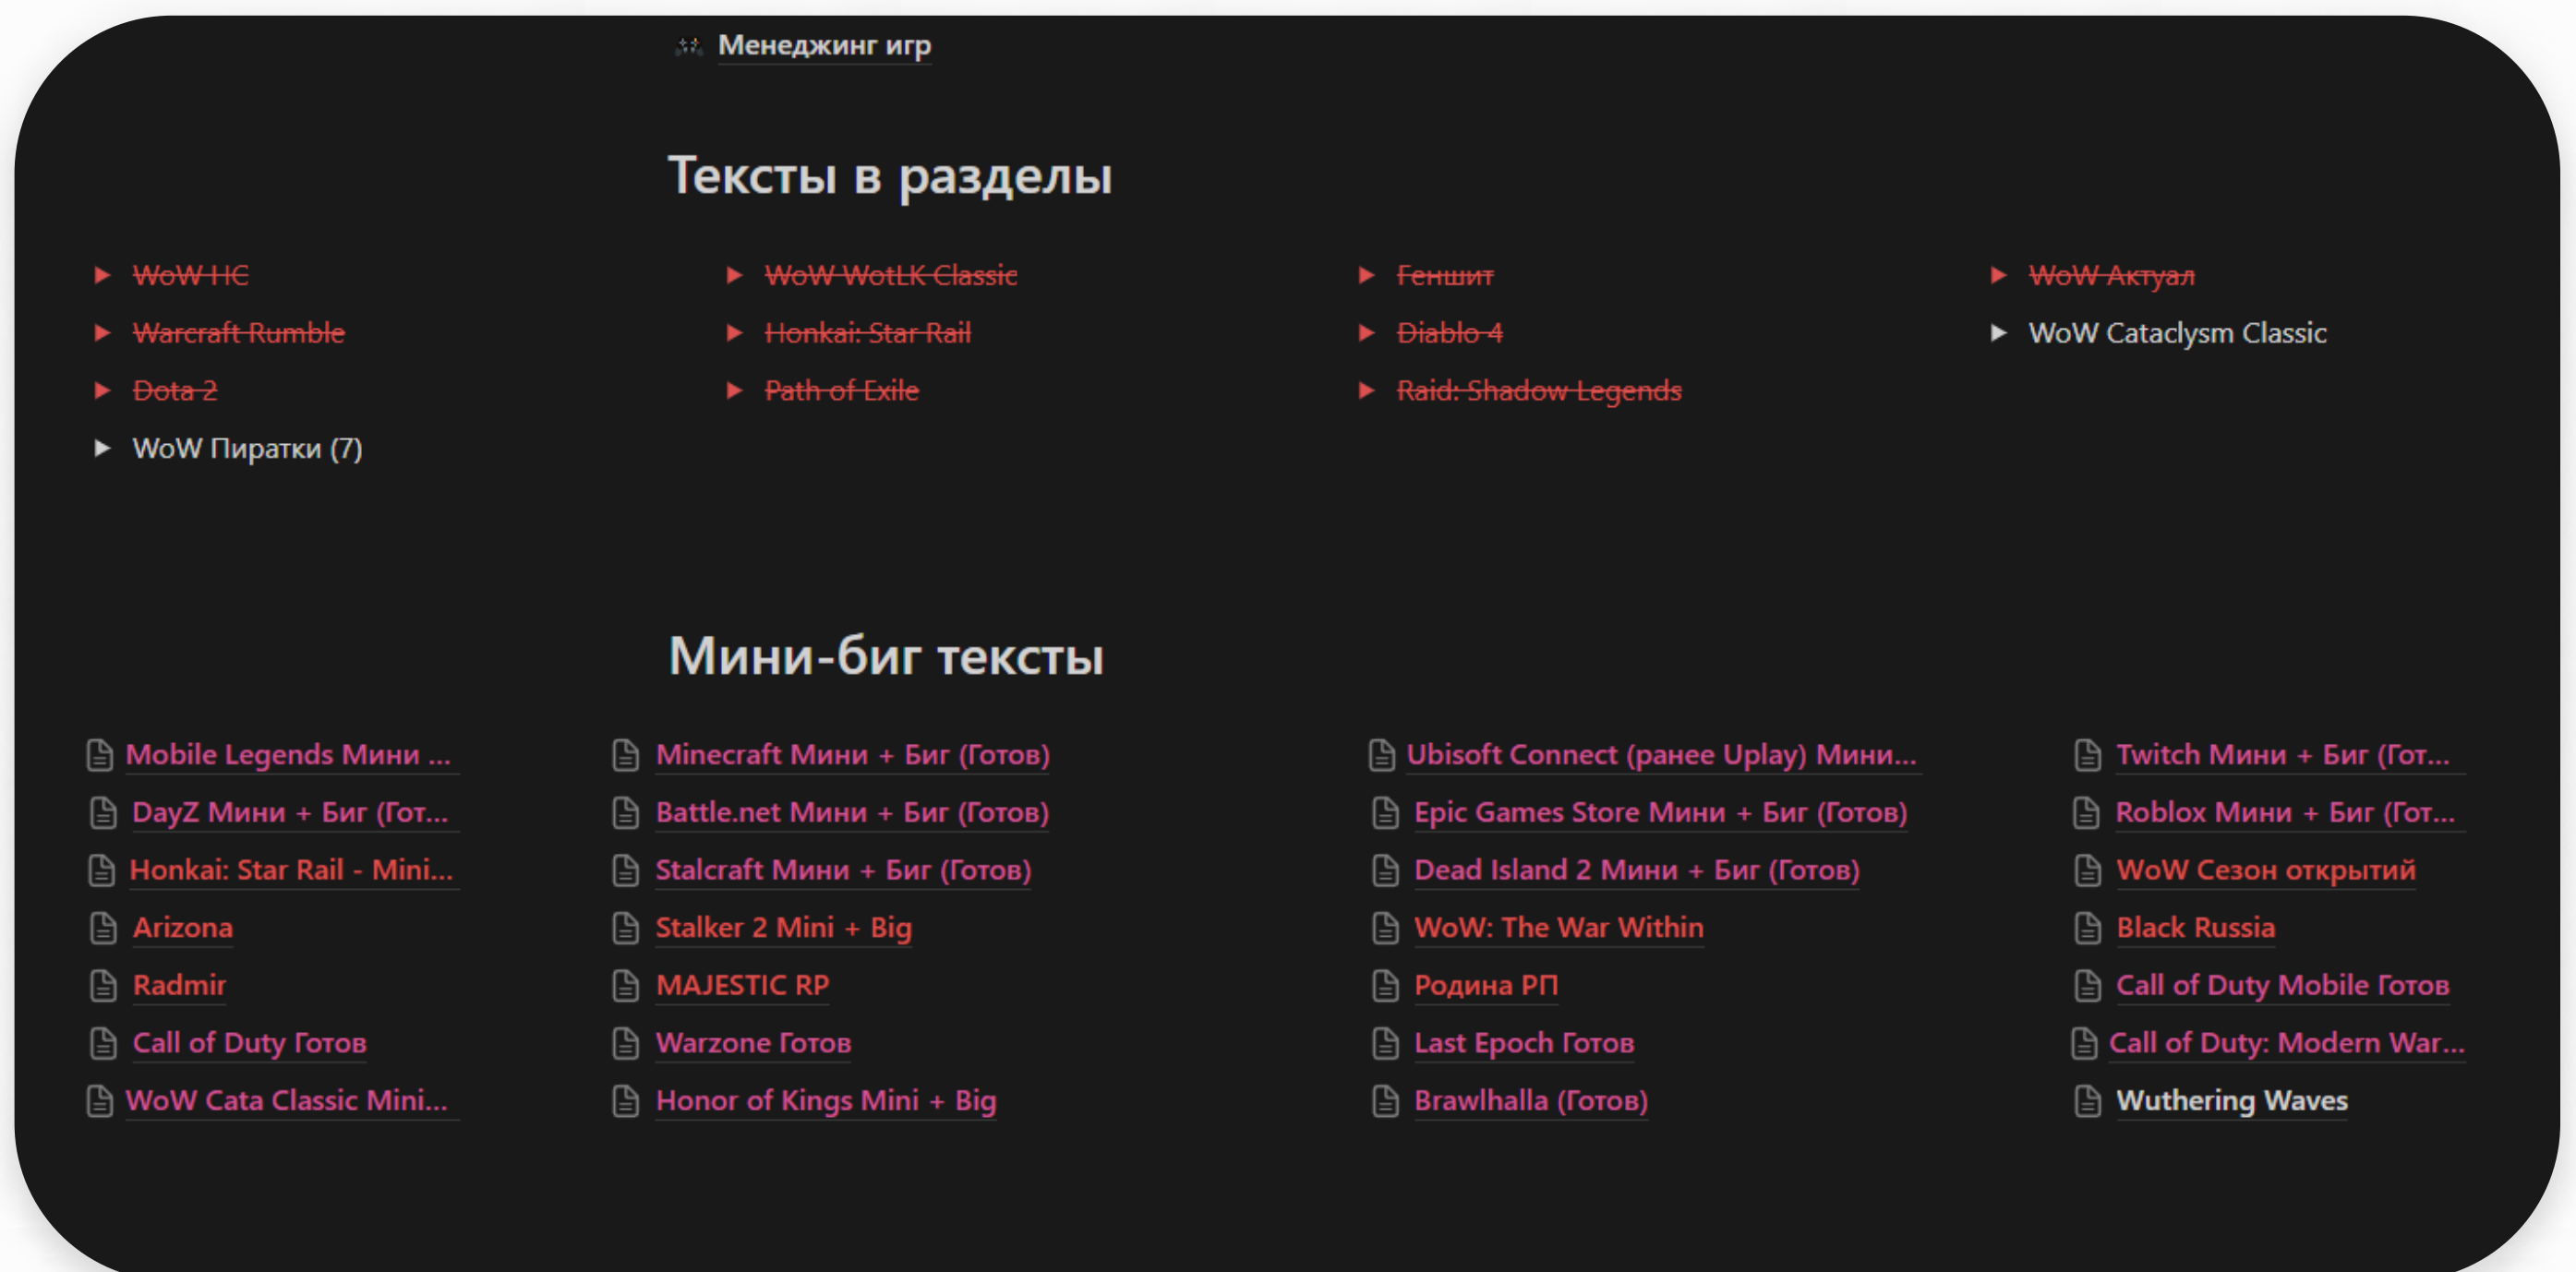 Менеджинг игр
Тексты в разделы
WoW HC
WoW WotLK Classic
Геншит
WoW Актуал
Warcraft Rumble
Honkai: Star Rail
Diablo 4
WoW Cataclysm Classic
Dota 2
Path of Exile
Raid: Shadow Legends
WoW Пиратки (7)
Мини-биг тексты
Mobile Legends Мини ...
Minecraft Мини + Биг (Готов)
Ubisoft Connect (ранее Uplay) Мини...
Twitch Мини + Биг (Гот...
DayZ Мини + Биг (Гот...
Battle.net Мини + Биг (Готов)
Epic Games Store Мини + Биг (Готов)
Roblox Мини + Биг (Гот...
Honkai: Star Rail - Mini...
Stalcraft Мини + Биг (Готов)
Dead Island 2 Мини + Биг (Готов)
WoW Сезон открытий
Arizona
Stalker 2 Mini + Big
WoW: The War Within
Black Russia
Radmir
MAJESTIC RP
Родина РП
Call of Duty Mobile Готов
Call of Duty Готов
Warzone Готов
Last Epoch Готов
Call of Duty: Modern War...
WoW Cata Classic Mini...
Honor of Kings Mini + Big
Brawlhalla (Готов)
Wuthering Waves